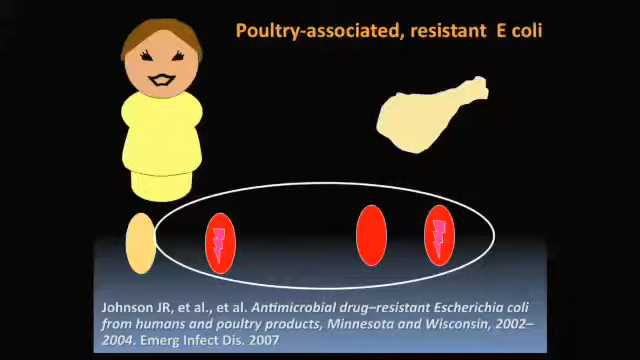 Poultry-associated, resistant E coli
Johnson JR, et al., et al. Antimicrobial drug–resistant Escherichia coli
from humans and poultry products, Minnesota and Wisconsin, 2002–
2004. Emerg Infect Dis. 2007